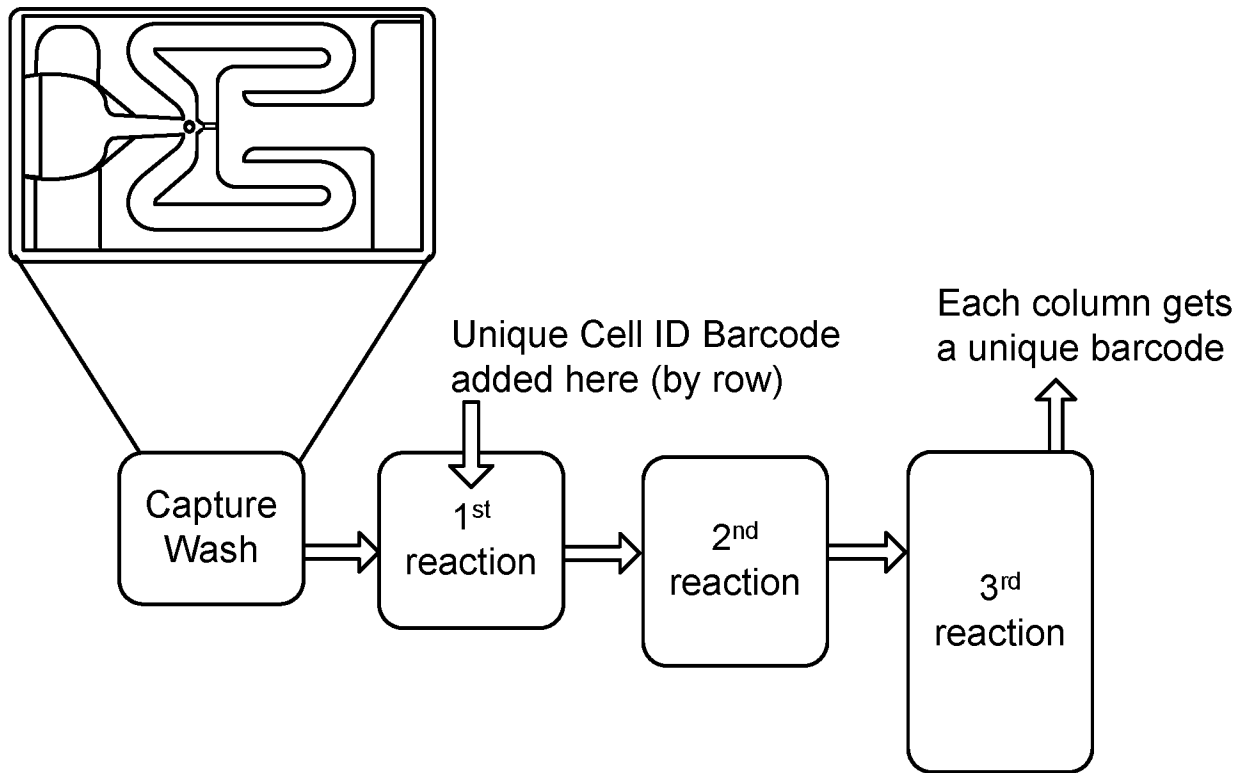 Each column gets
a unique barcode
Unique Cell ID Barcode
added here (by row)
Capture
Wash
1st
reaction
2nd
reaction
3rd
reaction